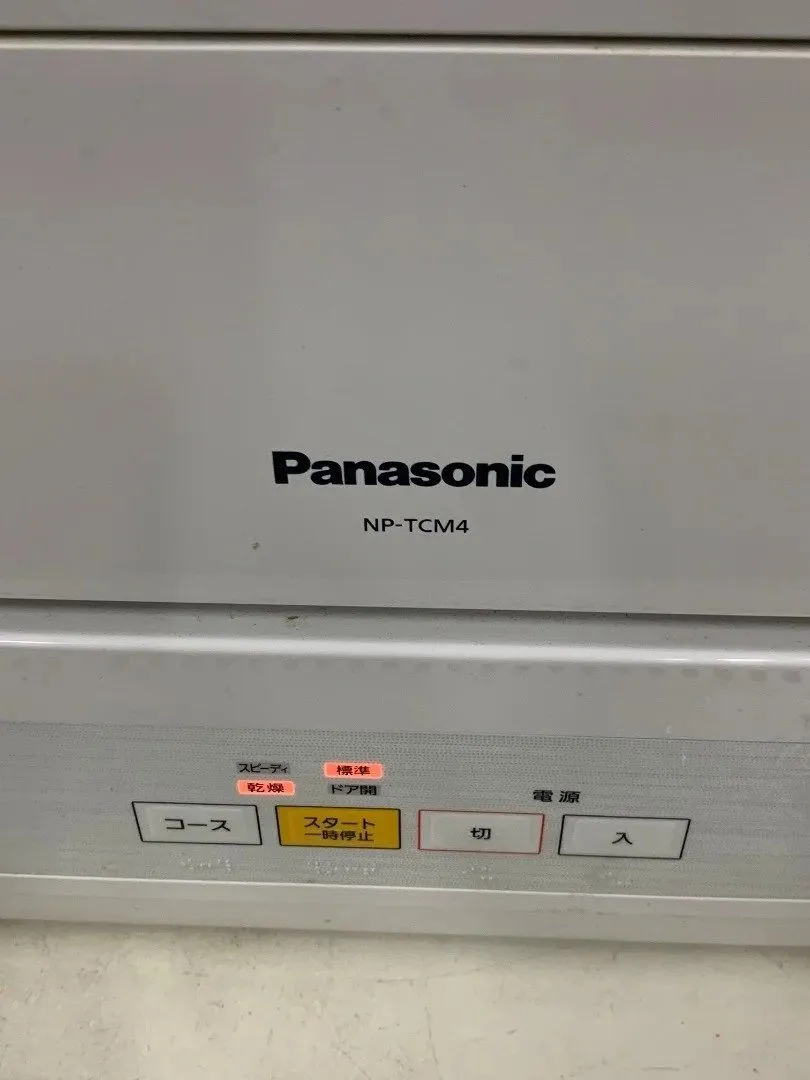 Panasonic
NP-TCM4
スピーディ 標準
乾燥 ドア開
電源
コース
スタート
一時停止
切
入